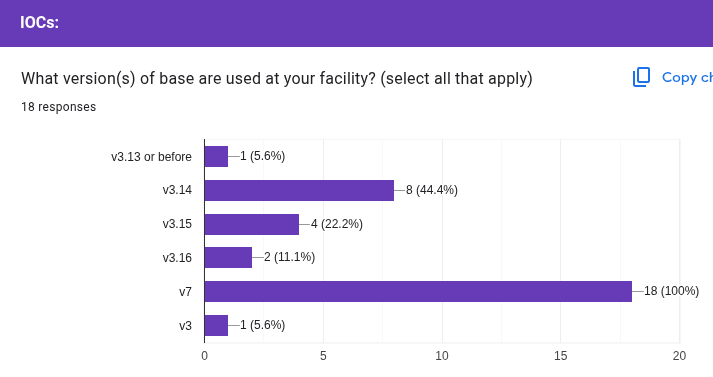 IOCs:
What version(s) of base are used at your facility? (select all that apply)
Copy ch
18 responses
v3.13 or before 1 (5.6%)
v3.14 8 (44.4%)
v3.15 4 (22.2%)
v3.16 2 (11.1%)
v7 18 (100%)
v3 1 (5.6%)
0 5 10 15 20